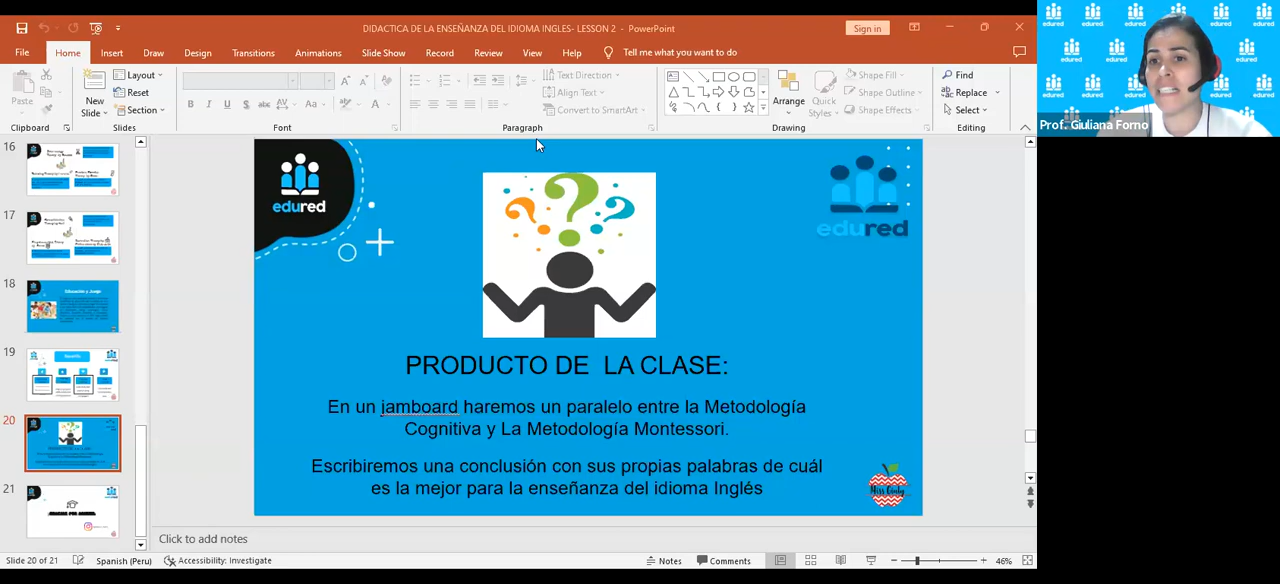 DIDACTICA DE LA ENSEÑANZA DEL IDIOMA INGLES- LESSON 2 - PowerPoint
Sign in
File Home Insert Draw Design Transitions Animations Slide Show Record Review View Help Tell me what you want to do
Paste
New
Slide
Layout
Reset
Section
Aa
Text Direction
Align Text
Convert to SmartArt
Arrange
Quick
Styles
Shape Fill
Shape Outline
Shape Effects
Find
Replace
Select
Clipboard Slides Font Paragraph Drawing Editing
edured
Prof. Giuliana Forno
16
17
18
Educación y Juego
19
20
21
edured
edured
PRODUCTO DE LA CLASE:
En un jamboard haremos un paralelo entre la Metodología
Cognitiva y La Metodología Montessori.
Escribiremos una conclusión con sus propias palabras de cuál
es la mejor para la enseñanza del idioma Inglés
Miss Cindy
Click to add notes
Slide 20 of 21 Spanish (Peru) Accessibility: Investigate Notes Comments 46%